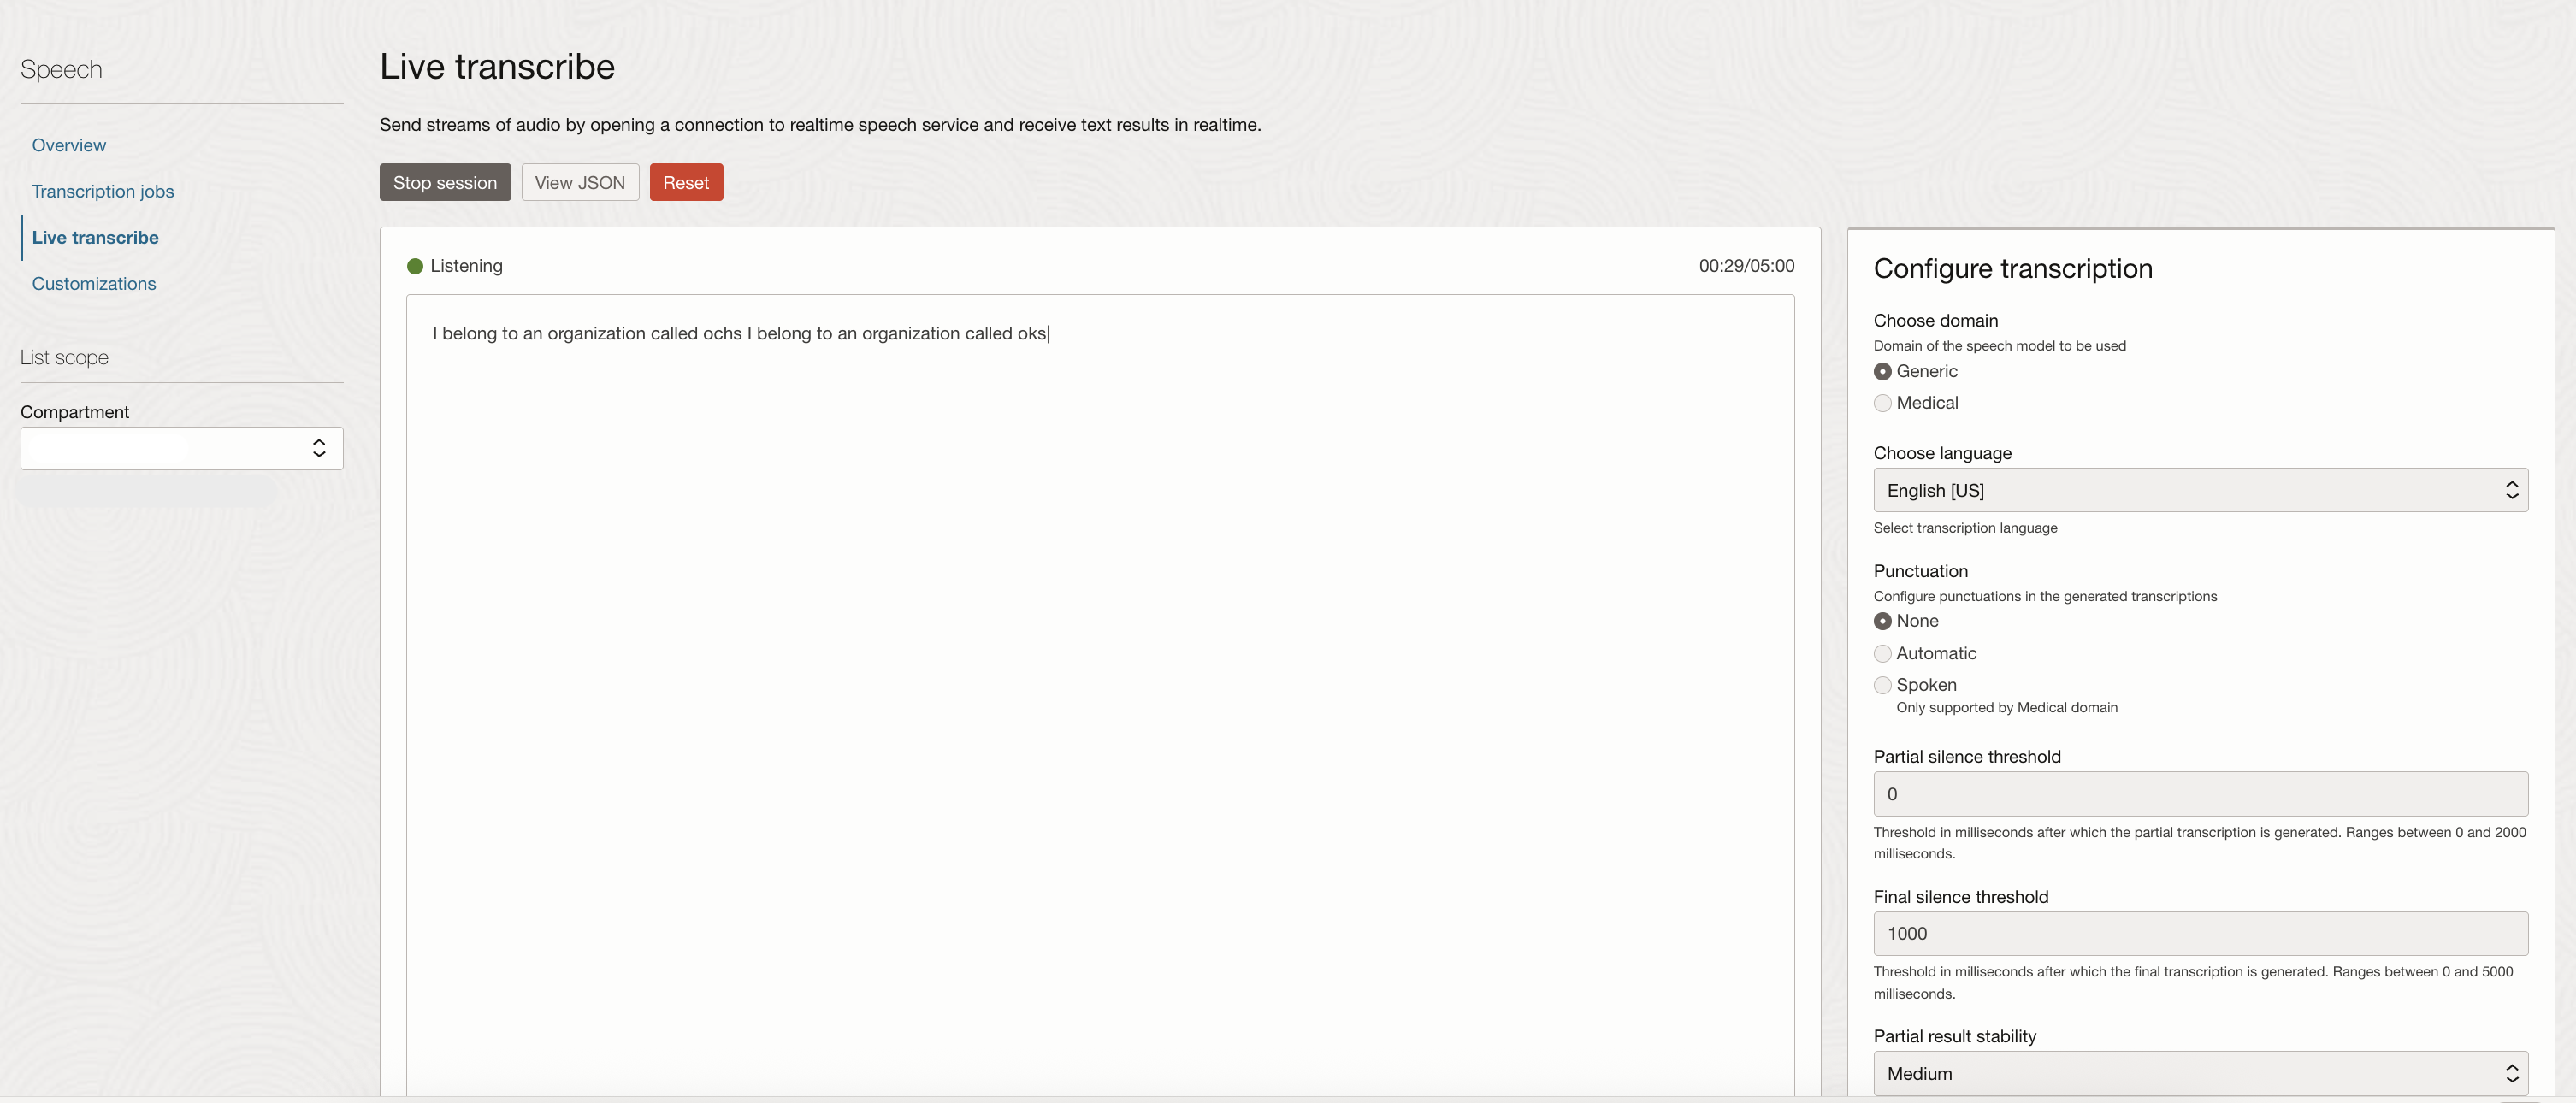 Speech
Overview
Transcription jobs
Live transcribe
Customizations
List scope
Compartment
Live transcribe
Send streams of audio by opening a connection to realtime speech service and receive text results in realtime.
Stop session
View JSON
Reset
Listening
00:29/05:00
I belong to an organization called ochs I belong to an organization called oks
Configure transcription
Choose domain
Domain of the speech model to be used
Generic
Medical
Choose language
English [US]
Select transcription language
Punctuation
Configure punctuations in the generated transcriptions
None
Automatic
Spoken
Only supported by Medical domain
Partial silence threshold
0
Threshold in milliseconds after which the partial transcription is generated. Ranges between 0 and 2000
milliseconds.
Final silence threshold
1000
Threshold in milliseconds after which the final transcription is generated. Ranges between 0 and 5000
milliseconds.
Partial result stability
Medium